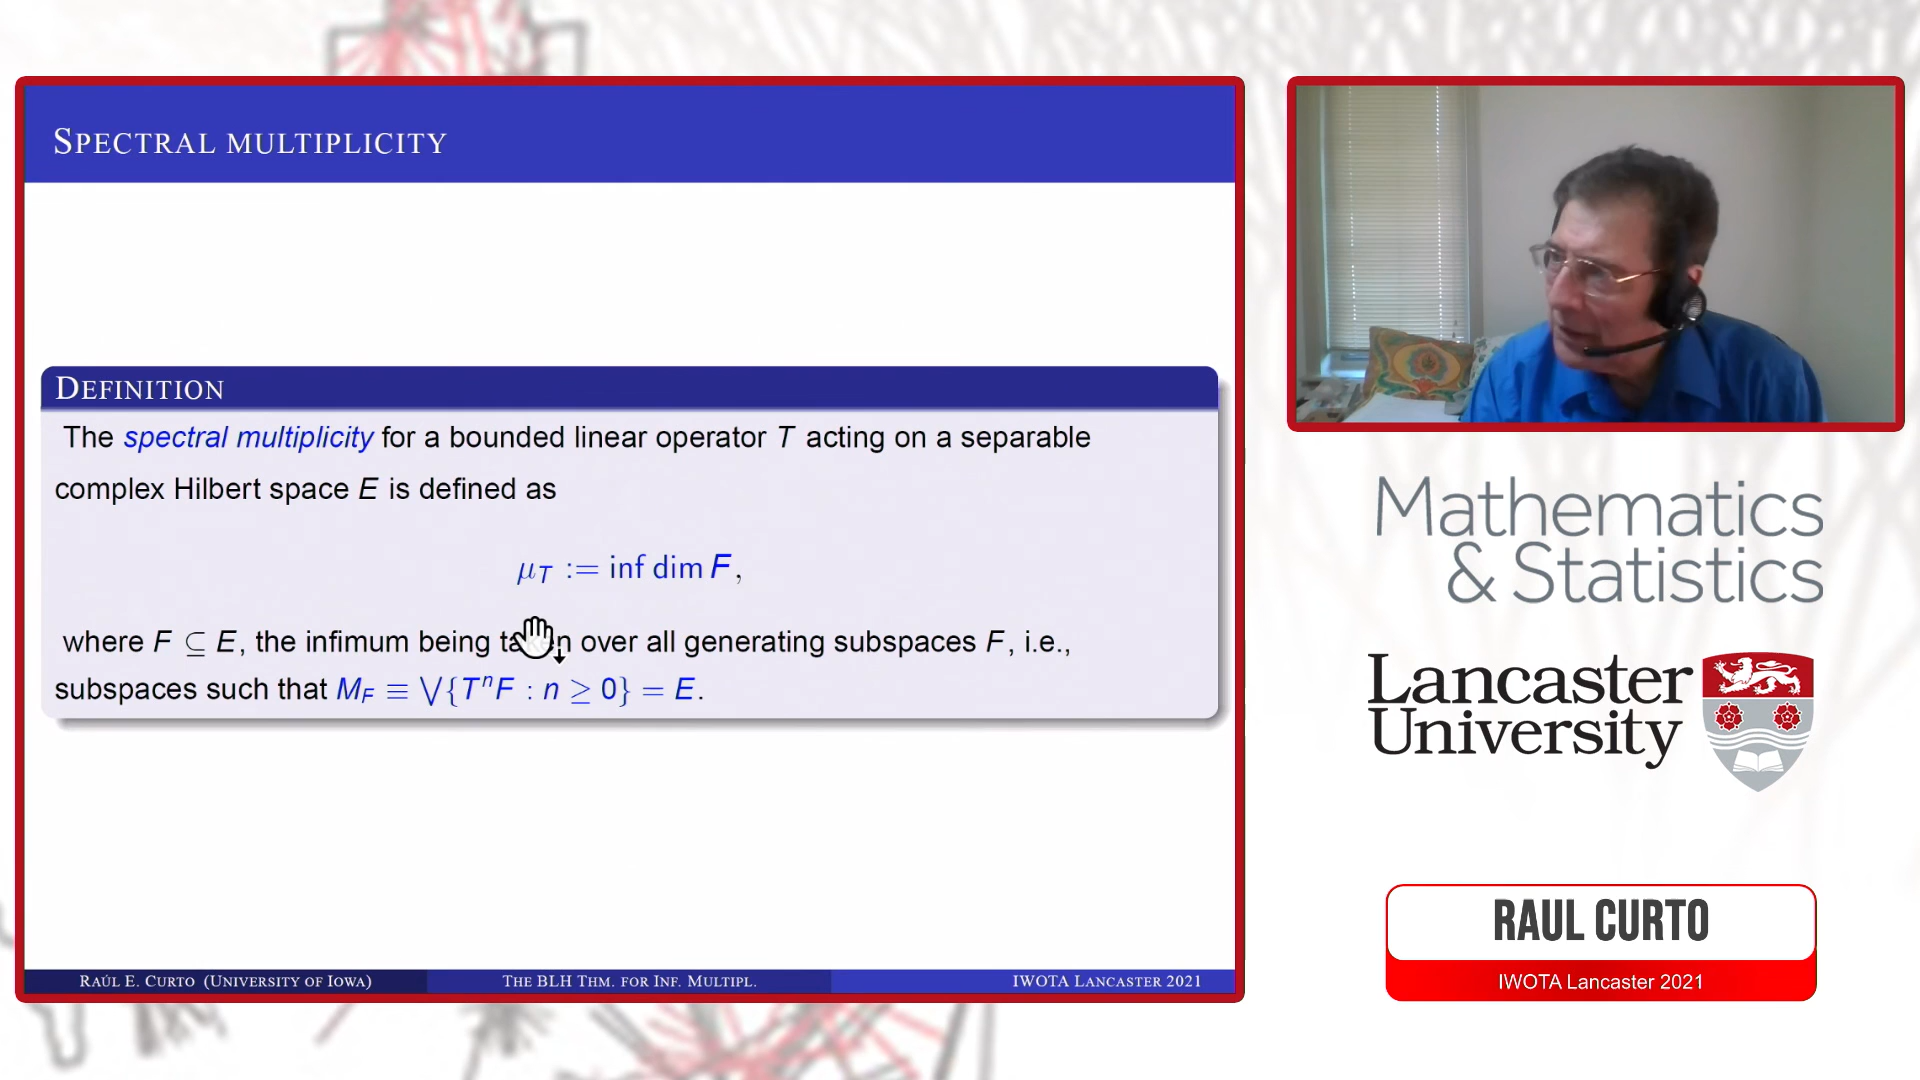 SPECTRAL MULTIPLICITY
DEFINITION
The spectral multiplicity for a bounded linear operator T acting on a separable
complex Hilbert space E is defined as
μ_T := inf dim F,
where F ⊆ E, the infimum being over all generating subspaces F, i.e.,
subspaces such that M_F ≡ ⋁{T^n F : n ≥ 0} = E.
RAÚL E. CURTO (UNIVERSITY OF IOWA)
THE BLH THM. FOR INF. MULTIPL.
IWOTA LANCASTER 2021
Mathematics
& Statistics
Lancaster
University
RAUL CURTO
IWOTA Lancaster 2021